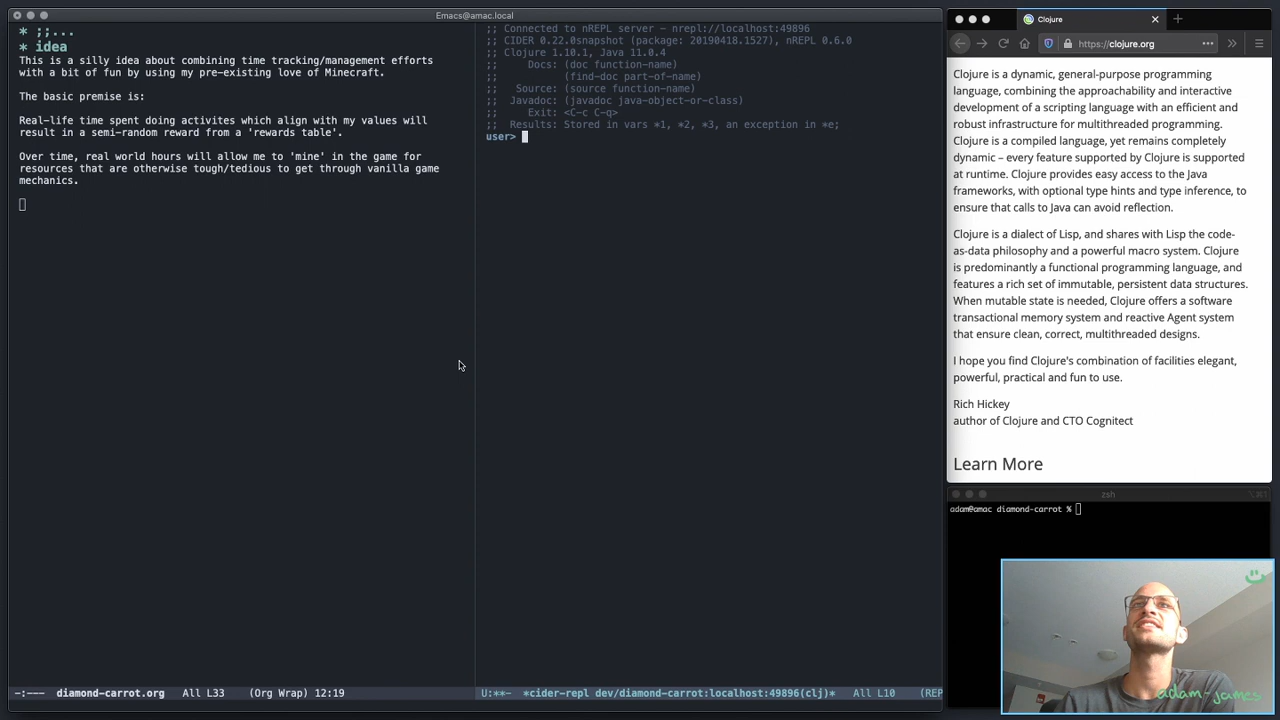 Emacs@amac.local
* ;;...
* idea
This is a silly idea about combining time tracking/management efforts
with a bit of fun by using my pre-existing love of Minecraft.
The basic premise is:
Real-life time spent doing activites which align with my values will
result in a semi-random reward from a 'rewards table'.
Over time, real world hours will allow me to 'mine' in the game for
resources that are otherwise tough/tedious to get through vanilla game
mechanics.
-:--- diamond-carrot.org All L33 (Org Wrap) 12:19
;; Connected to nREPL server - nrepl://localhost:49896
;; CIDER 0.22.0snapshot (package: 20190418.1527), nREPL 0.6.0
;; Clojure 1.10.1, Java 11.0.4
;; Docs: (doc function-name)
;; (find-doc part-of-name)
;; Source: (source function-name)
;; Javadoc: (javadoc java-object-or-class)
;; Exit: <C-c C-q>
;; Results: Stored in vars *1, *2, *3, an exception in *e;
user>
U:**- *cider-repl dev/diamond-carrot:localhost:49896(clj)* All L10 (REP
Clojure
https://clojure.org
Clojure is a dynamic, general-purpose programming
language, combining the approachability and interactive
development of a scripting language with an efficient and
robust infrastructure for multithreaded programming.
Clojure is a compiled language, yet remains completely
dynamic – every feature supported by Clojure is supported
at runtime. Clojure provides easy access to the Java
frameworks, with optional type hints and type inference, to
ensure that calls to Java can avoid reflection.
Clojure is a dialect of Lisp, and shares with Lisp the code-
as-data philosophy and a powerful macro system. Clojure
is predominantly a functional programming language, and
features a rich set of immutable, persistent data structures.
When mutable state is needed, Clojure offers a software
transactional memory system and reactive Agent system
that ensure clean, correct, multithreaded designs.
I hope you find Clojure's combination of facilities elegant,
powerful, practical and fun to use.
Rich Hickey
author of Clojure and CTO Cognitect
Learn More
zsh
⌥⌘1
adam@amac diamond-carrot %
adam-james